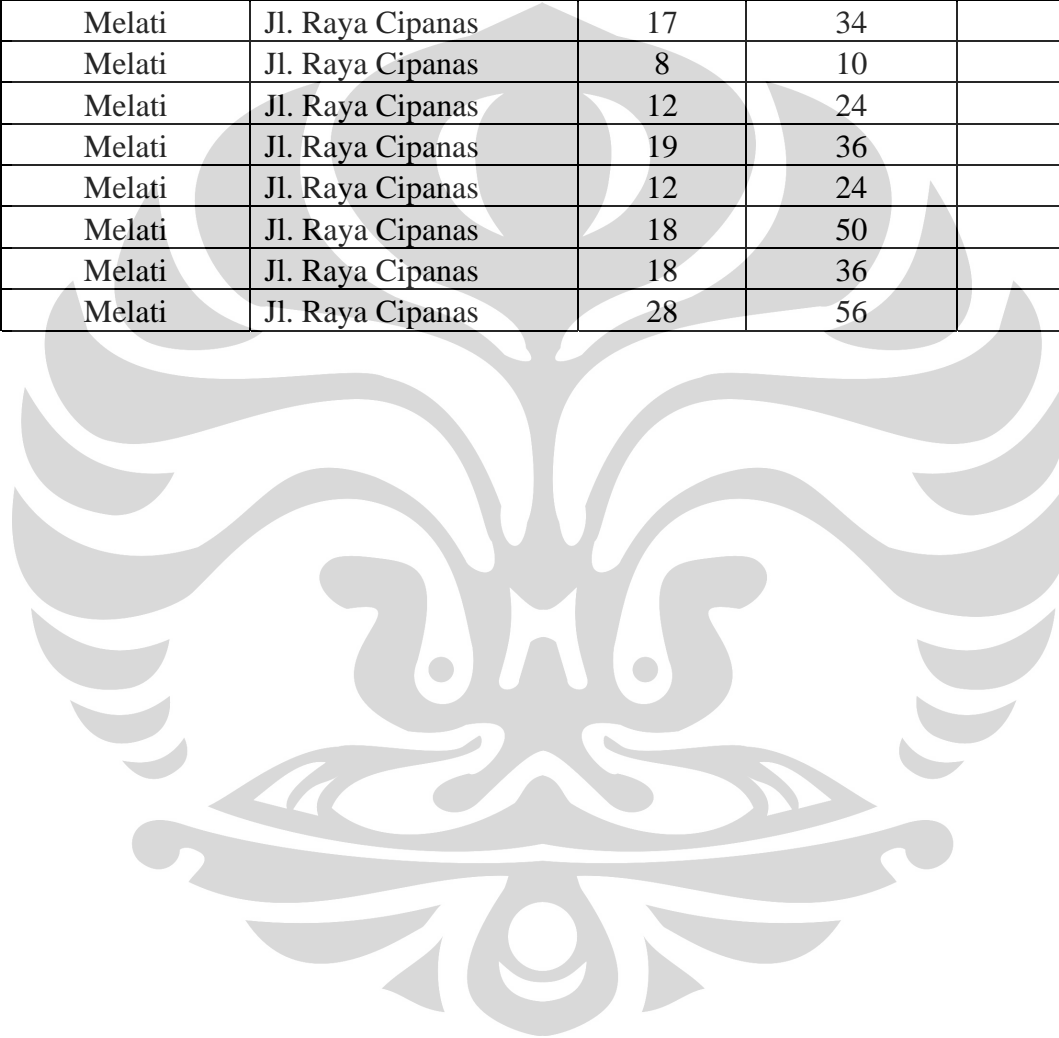 Melati Jl. Raya Cipanas 17 34
Melati Jl. Raya Cipanas 8 10
Melati Jl. Raya Cipanas 12 24
Melati Jl. Raya Cipanas 19 36
Melati Jl. Raya Cipanas 12 24
Melati Jl. Raya Cipanas 18 50
Melati Jl. Raya Cipanas 18 36
Melati Jl. Raya Cipanas 28 56